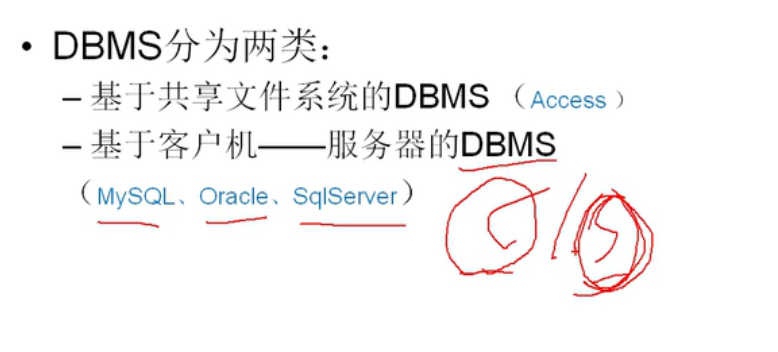 • DBMS分为两类：
– 基于共享文件系统的DBMS （Access ）
– 基于客户机——服务器的DBMS
（MySQL、Oracle、SqlServer）
C/S